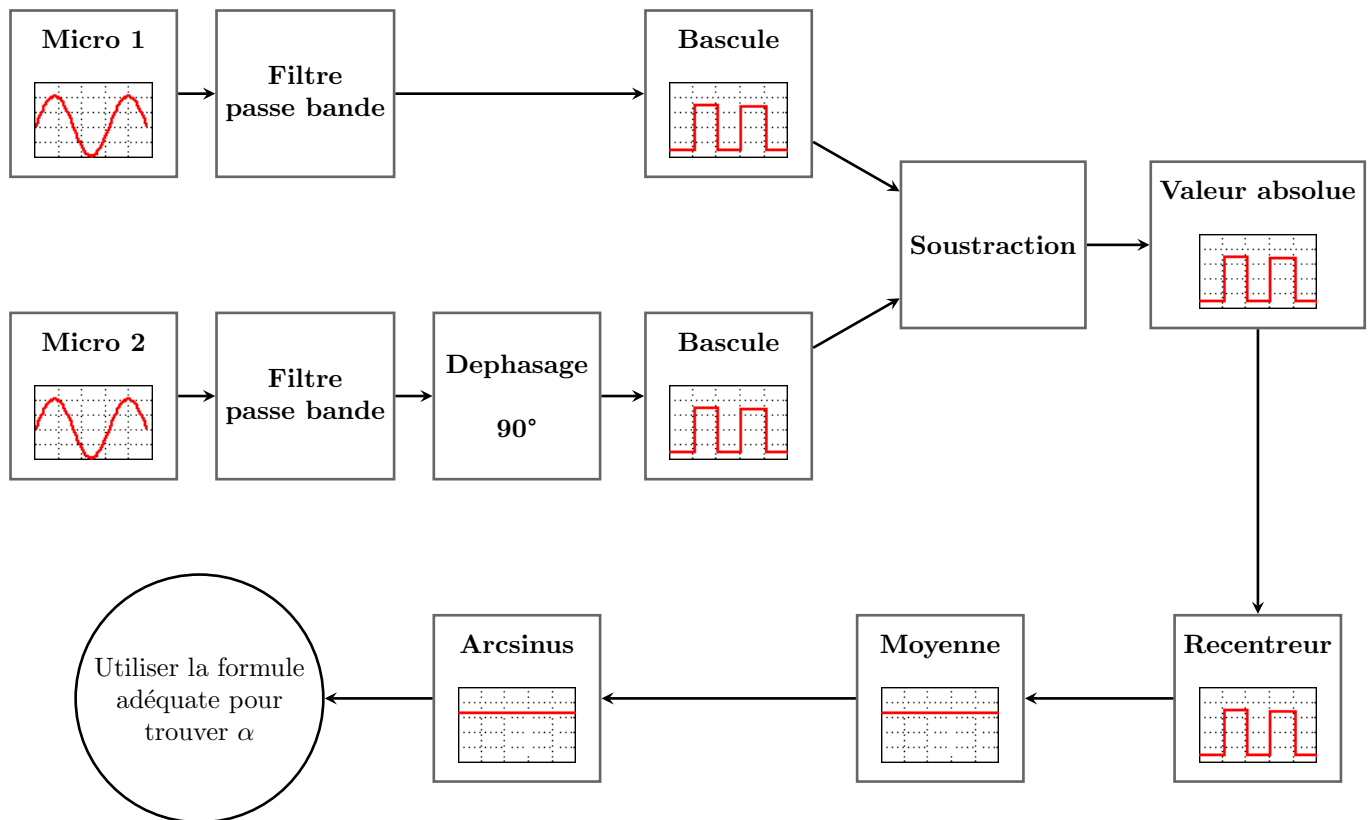 Micro 1
Filtre
passe bande
Bascule
Soustraction
Valeur absolue
Micro 2
Filtre
passe bande
Dephasage
90°
Bascule
Utiliser la formule
adéquate pour
trouver α
Arcsinus
Moyenne
Recentreur